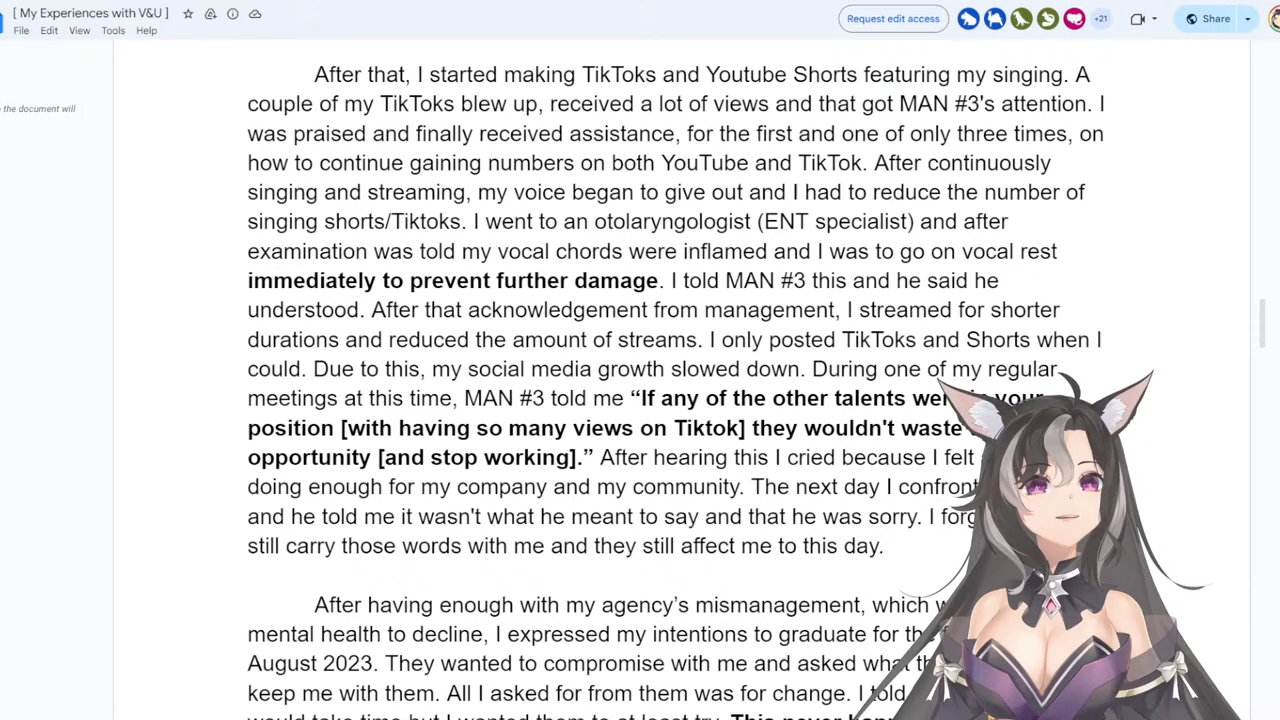 [ My Experiences with V&U ]
File Edit View Tools Help
Request edit access
+21
Share
n the document will
After that, I started making TikToks and Youtube Shorts featuring my singing. A
couple of my TikToks blew up, received a lot of views and that got MAN #3's attention. I
was praised and finally received assistance, for the first and one of only three times, on
how to continue gaining numbers on both YouTube and TikTok. After continuously
singing and streaming, my voice began to give out and I had to reduce the number of
singing shorts/Tiktoks. I went to an otolaryngologist (ENT specialist) and after
examination was told my vocal chords were inflamed and I was to go on vocal rest
immediately to prevent further damage. I told MAN #3 this and he said he
understood. After that acknowledgement from management, I streamed for shorter
durations and reduced the amount of streams. I only posted TikToks and Shorts when I
could. Due to this, my social media growth slowed down. During one of my regular
meetings at this time, MAN #3 told me “If any of the other talents
position [with having so many views on Tiktok] they wouldn't waste
opportunity [and stop working].” After hearing this I cried because I felt
doing enough for my company and my community. The next day I
and he told me it wasn't what he meant to say and that he was sorry. I
still carry those words with me and they still affect me to this day.
After having enough with my agency’s mismanagement, which
mental health to decline, I expressed my intentions to graduate for the
August 2023. They wanted to compromise with me and asked what
keep me with them. All I asked for from them was for change. I told
would take time but I wanted them to at least try. This never